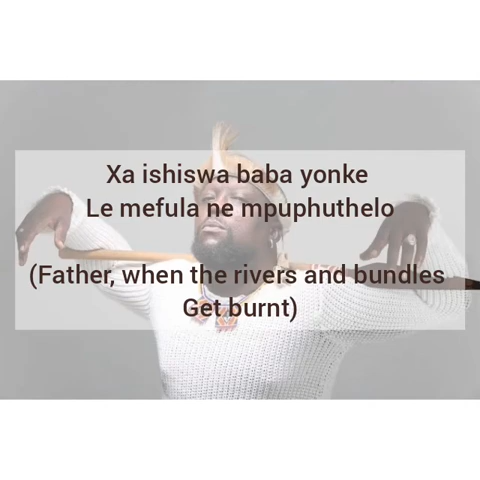 Xa ishiswa baba yonke
Le mefula ne mpuphuthelo
(Father, when the rivers and bundles
Get burnt)